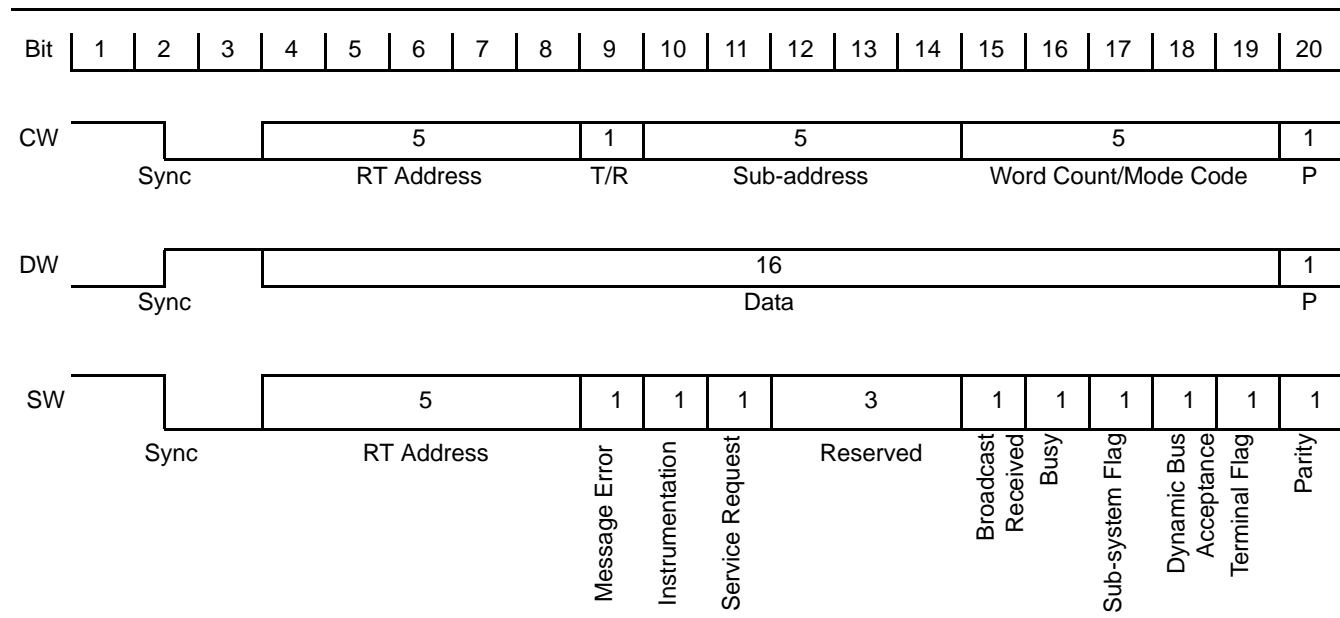 Bit 1 2 3 4 5 6 7 8 9 10 11 12 13 14 15 16 17 18 19 20
CW 5 1 5 5 1
Sync RT Address T/R Sub-address Word Count/Mode Code P
DW 16 1
Sync Data P
SW 5 1 1 1 3 1 1 1 1 1 1
Sync RT Address Reserved
Message Error
Instrumentation
Service Request
Broadcast
Received
Busy
Sub-system Flag
Dynamic Bus
Acceptance
Terminal Flag
Parity